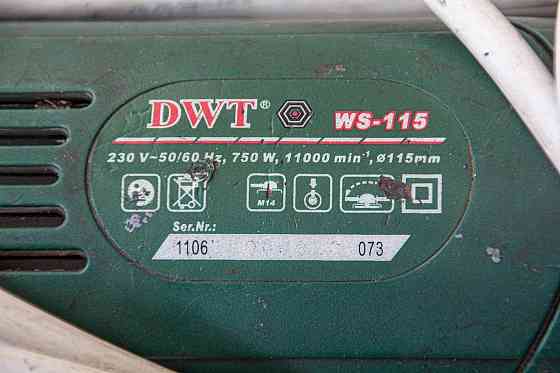 DWT® WS-115
230 V~50/60 Hz, 750 W, 11000 min⁻¹, ø115mm
M14
Ser.Nr.:
1106 073